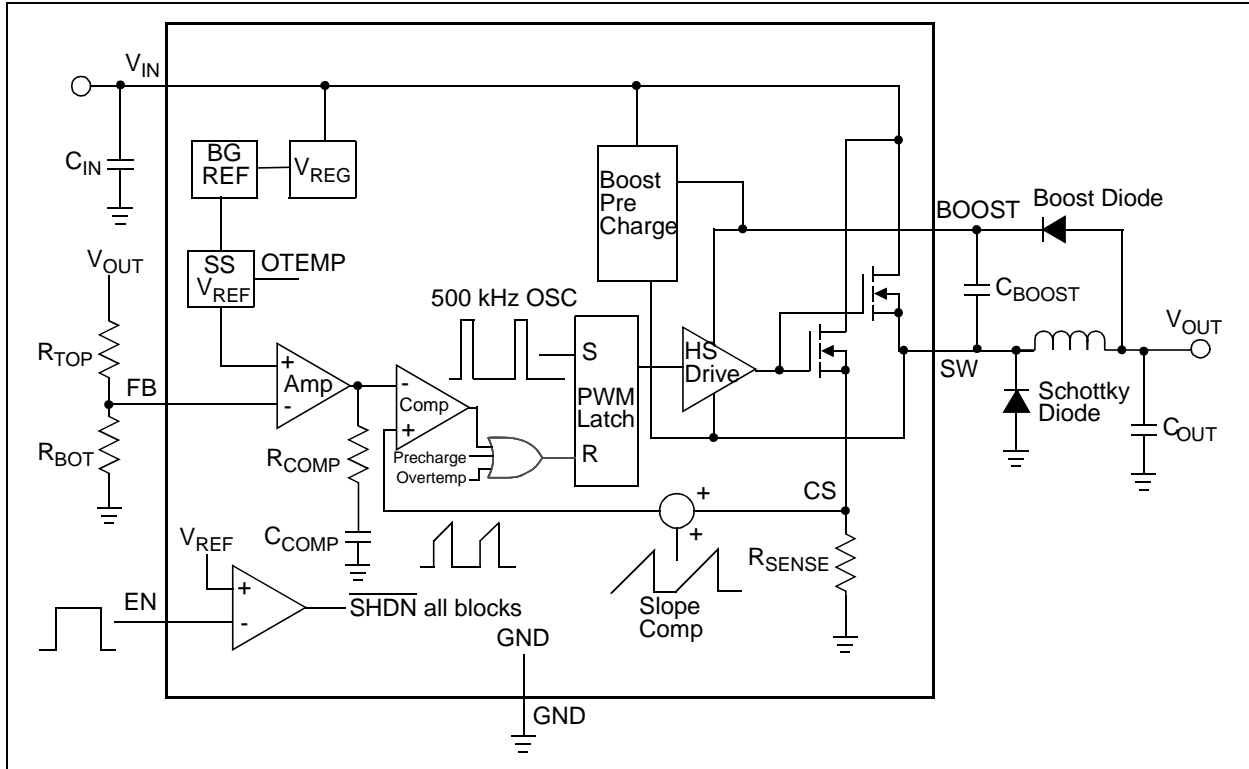 VIN
CIN
BG
REF
VREG
Boost
Pre
Charge
BOOST
Boost Diode
CBOOST
VOUT
SS
VREF
OTEMP
500 kHz OSC
RTOP
FB
RBOT
+
Amp
-
-
Comp
+
RCOMP
CCOMP
Precharge
Overtemp
S
PWM
Latch
R
HS
Drive
SW
VOUT
Schottky
Diode
COUT
CS
+
+
RSENSE
Slope
Comp
VREF
+
-
EN
SHDN all blocks
GND
GND